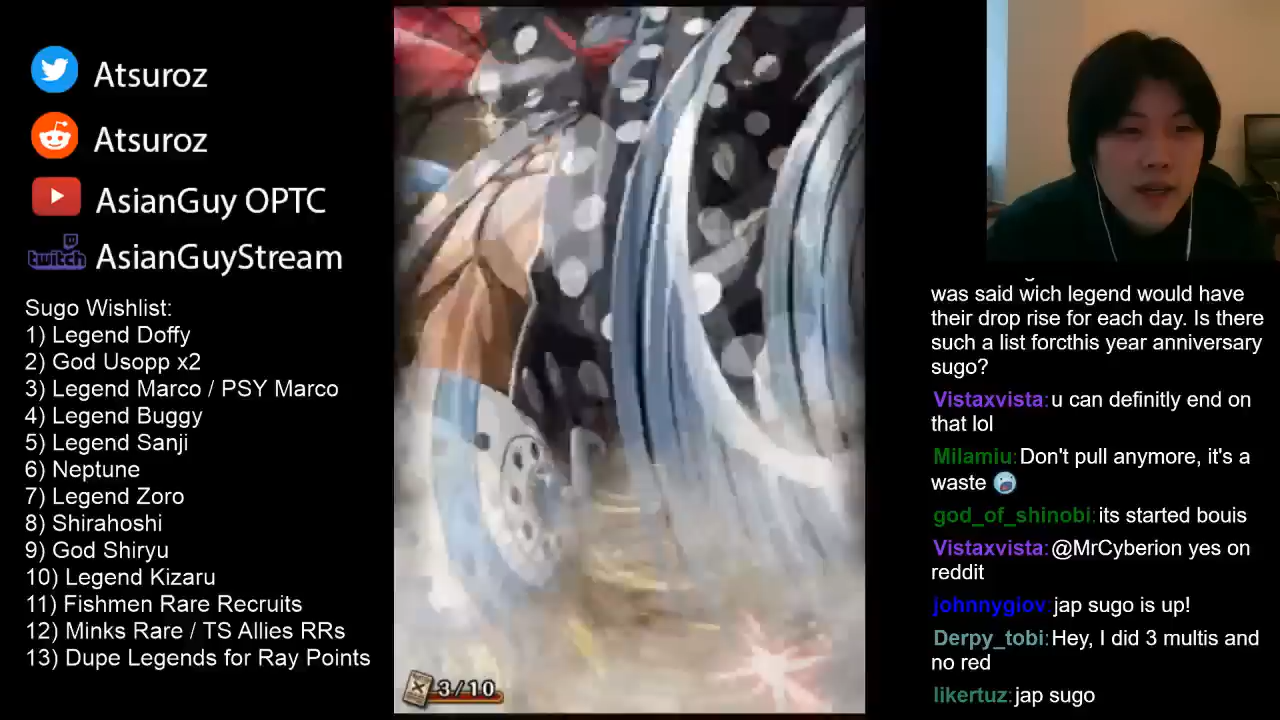 Atsuroz
Atsuroz
AsianGuy OPTC
twitch AsianGuyStream
Sugo Wishlist:
1) Legend Doffy
2) God Usopp x2
3) Legend Marco / PSY Marco
4) Legend Buggy
5) Legend Sanji
6) Neptune
7) Legend Zoro
8) Shirahoshi
9) God Shiryu
10) Legend Kizaru
11) Fishmen Rare Recruits
12) Minks Rare / TS Allies RRs
13) Dupe Legends for Ray Points
3/10
was said wich legend would have
their drop rise for each day. Is there
such a list forcthis year anniversary
sugo?
Vistaxvista: u can definitly end on
that lol
Milamiu: Don't pull anymore, it's a
waste
god_of_shinobi: its started bouis
Vistaxvista: @MrCyberion yes on
reddit
johnnygiov: jap sugo is up!
Derpy_tobi: Hey, I did 3 multis and
no red
likertuz: jap sugo